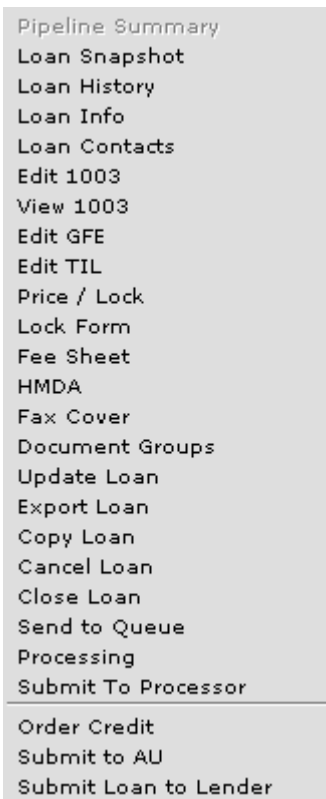 Pipeline Summary
Loan Snapshot
Loan History
Loan Info
Loan Contacts
Edit 1003
View 1003
Edit GFE
Edit TIL
Price / Lock
Lock Form
Fee Sheet
HMDA
Fax Cover
Document Groups
Update Loan
Export Loan
Copy Loan
Cancel Loan
Close Loan
Send to Queue
Processing
Submit To Processor
Order Credit
Submit to AU
Submit Loan to Lender